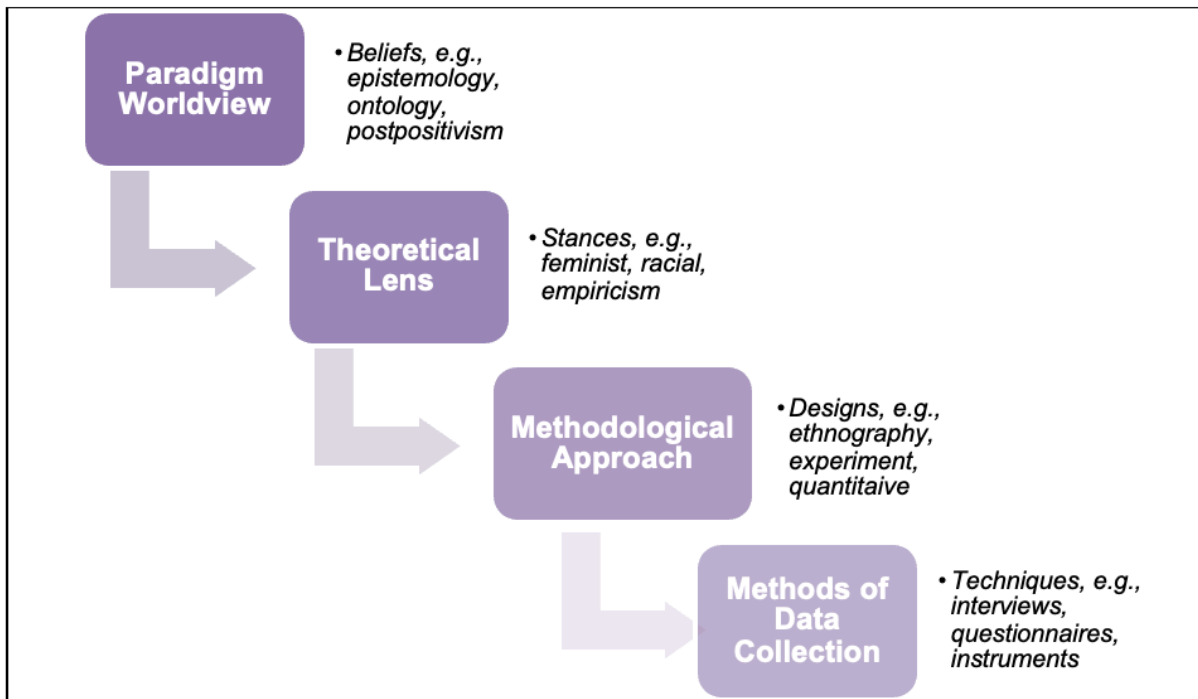 Paradigm
Worldview
• Beliefs, e.g.,
epistemology,
ontology,
postpositivism
Theoretical
Lens
• Stances, e.g.,
feminist, racial,
empiricism
Methodological
Approach
• Designs, e.g.,
ethnography,
experiment,
quantitaive
Methods of
Data
Collection
• Techniques, e.g.,
interviews,
questionnaires,
instruments